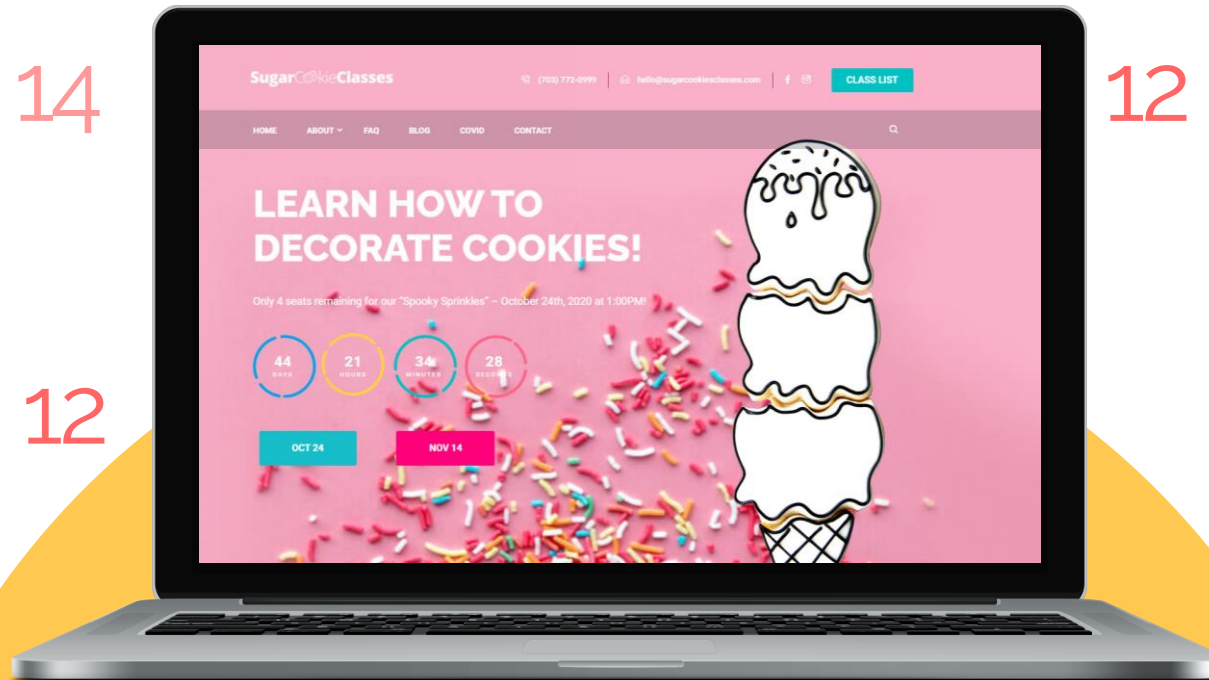 14
12
12
SugarCookieClasses
(703) 772-0999
hello@sugarcookiesclasses.com
CLASS LIST
HOME ABOUT FAQ BLOG COVID CONTACT
LEARN HOW TO
DECORATE COOKIES!
Only 4 seats remaining for our "Spooky Sprinkles" – October 24th, 2020 at 1:00PM!
44 21 34 28
DAYS HOURS MINUTES SECONDS
OCT 24 NOV 14